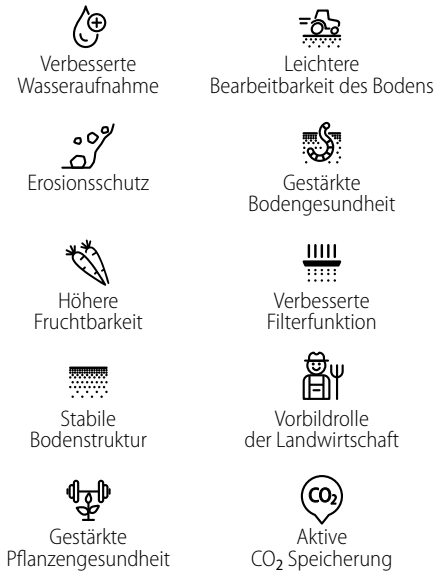 Verbesserte
Wasseraufnahme
Leichtere
Bearbeitbarkeit des Bodens
Erosionsschutz
Gestärkte
Bodengesundheit
Höhere
Fruchtbarkeit
Verbesserte
Filterfunktion
Stabile
Bodenstruktur
Vorbildrolle
der Landwirtschaft
Gestärkte
Pflanzengesundheit
CO₂
Aktive
CO₂ Speicherung